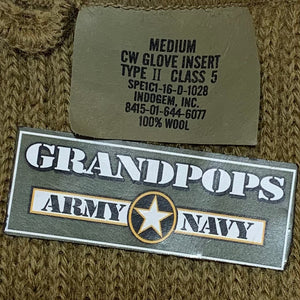 MEDIUM
CW GLOVE INSERT
TYPE II CLASS 5
SPE1C1-16-D-1028
INDOGEM, INC.
8415-01-644-6077
100% WOOL
GRANDPOPS
ARMY NAVY